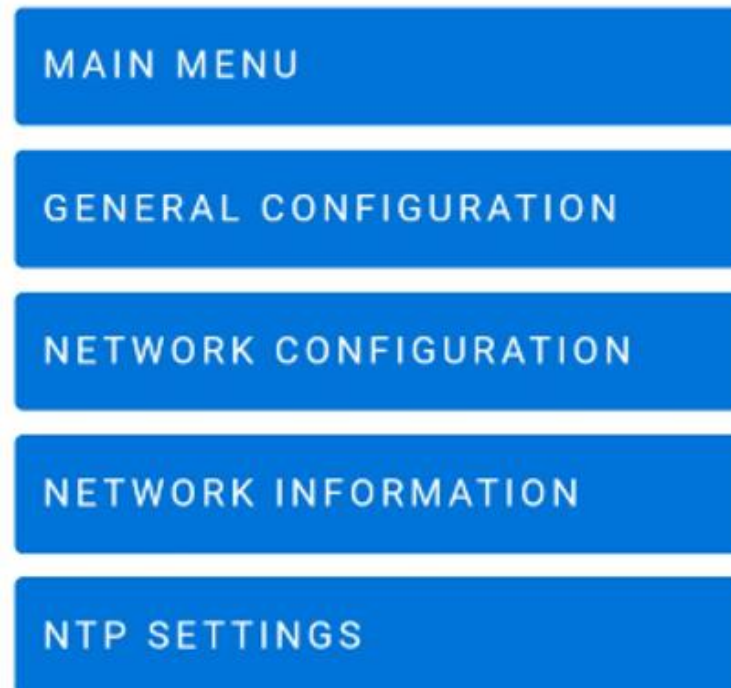 MAIN MENU
GENERAL CONFIGURATION
NETWORK CONFIGURATION
NETWORK INFORMATION
NTP SETTINGS